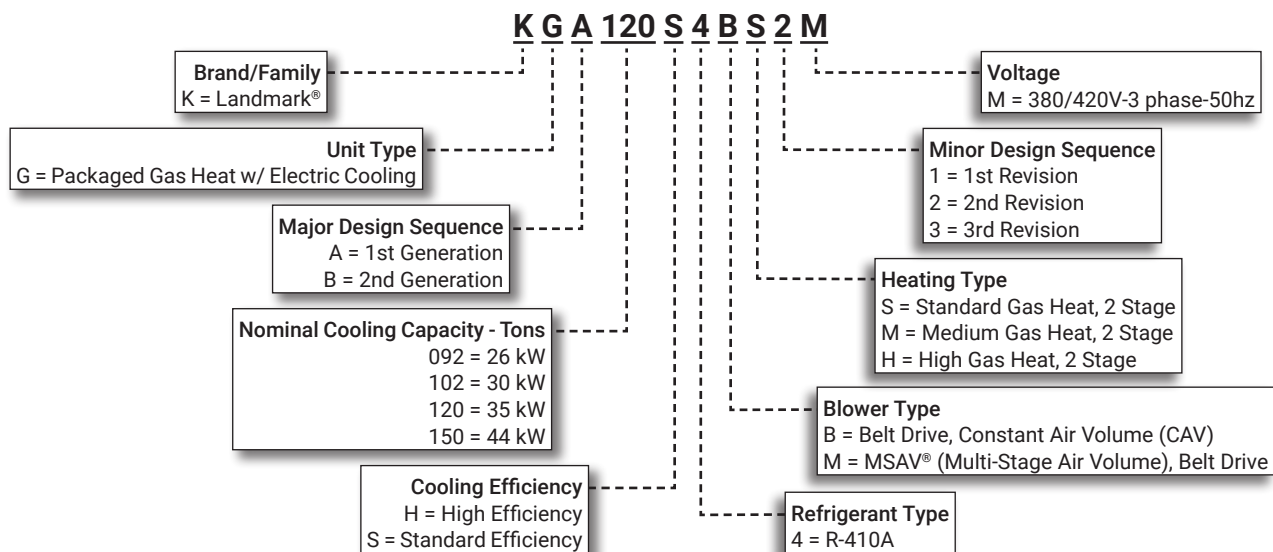 K G A 120 S 4 B S 2 M
Brand/Family
K = Landmark®
Unit Type
G = Packaged Gas Heat w/ Electric Cooling
Major Design Sequence
A = 1st Generation
B = 2nd Generation
Nominal Cooling Capacity - Tons
092 = 26 kW
102 = 30 kW
120 = 35 kW
150 = 44 kW
Cooling Efficiency
H = High Efficiency
S = Standard Efficiency
Voltage
M = 380/420V-3 phase-50hz
Minor Design Sequence
1 = 1st Revision
2 = 2nd Revision
3 = 3rd Revision
Heating Type
S = Standard Gas Heat, 2 Stage
M = Medium Gas Heat, 2 Stage
H = High Gas Heat, 2 Stage
Blower Type
B = Belt Drive, Constant Air Volume (CAV)
M = MSAV® (Multi-Stage Air Volume), Belt Drive
Refrigerant Type
4 = R-410A